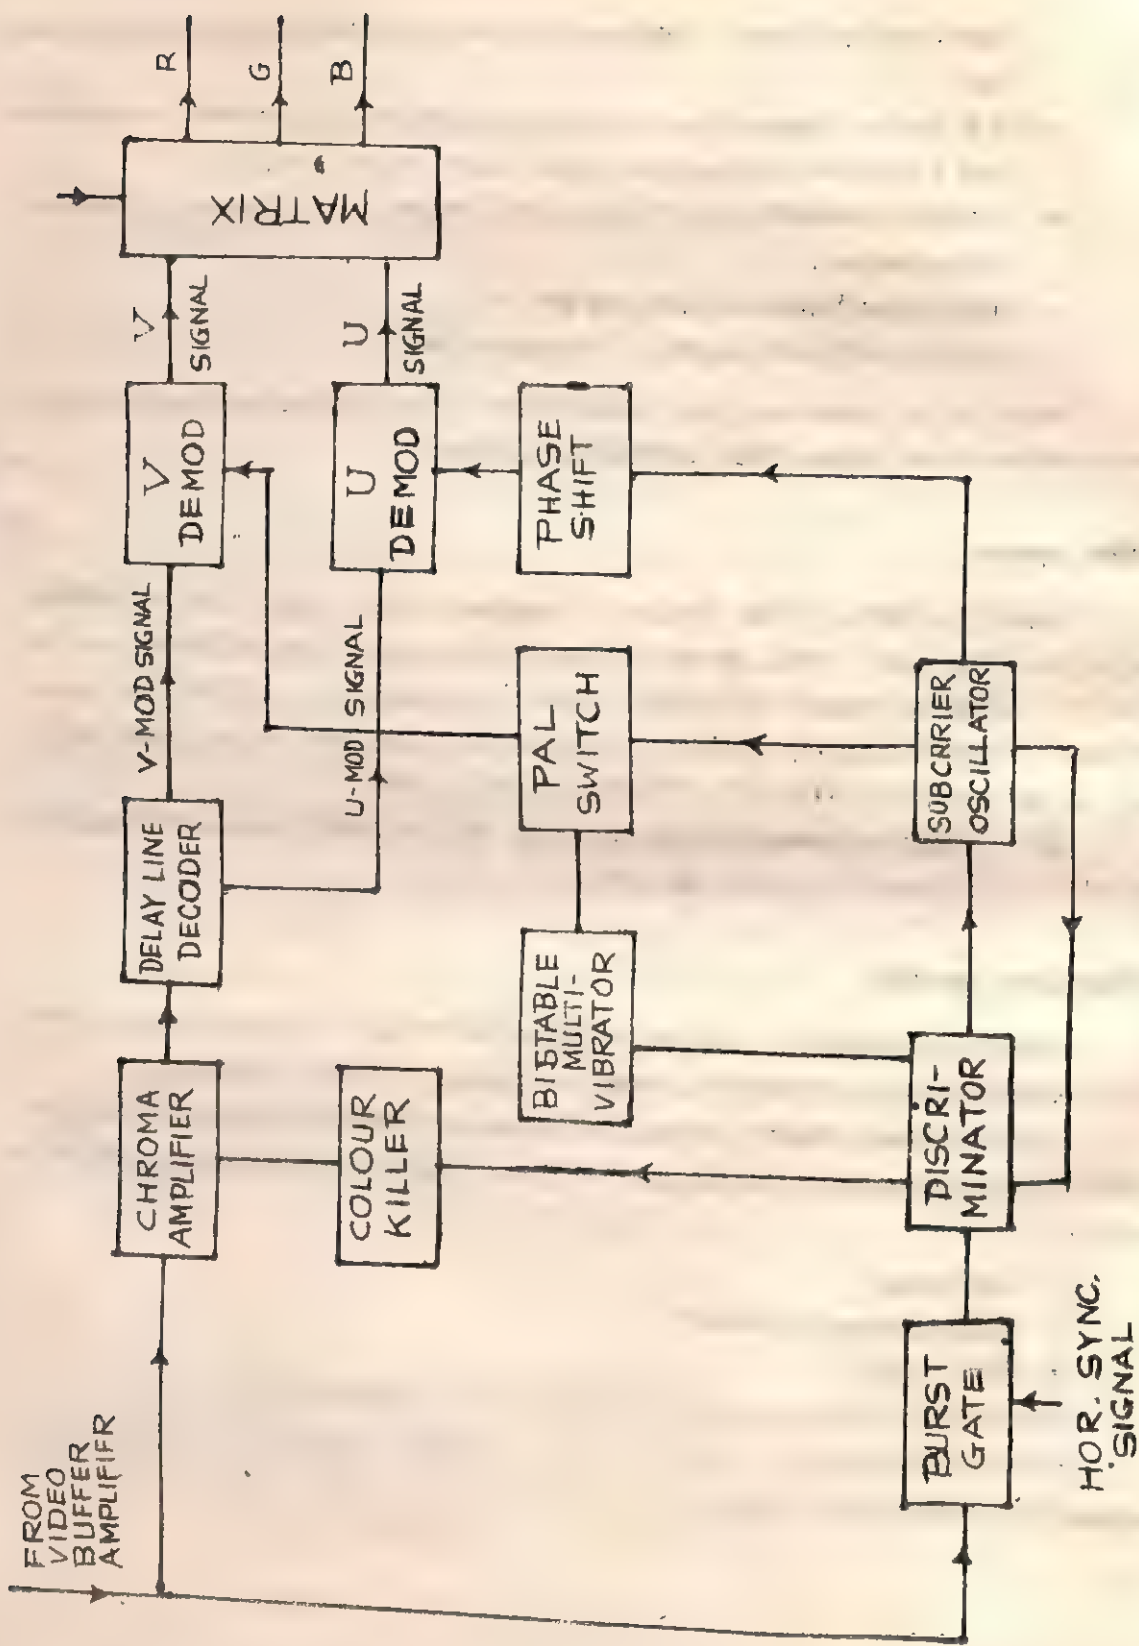 FROM
VIDEO
BUFFER
AMPLIFIER
CHROMA
AMPLIFIER
DELAY LINE
DECODER
V-MOD SIGNAL
V
DEMOD
V
SIGNAL
MATRIX
R
G
B
COLOUR
KILLER
U-MOD SIGNAL
U
DEMOD
U
SIGNAL
BISTABLE
MULTI-
VIBRATOR
PAL
SWITCH
PHASE
SHIFT
BURST
GATE
DISCRI-
MINATOR
SUBCRRIER
OSCILLATOR
HOR. SYNC.
SIGNAL